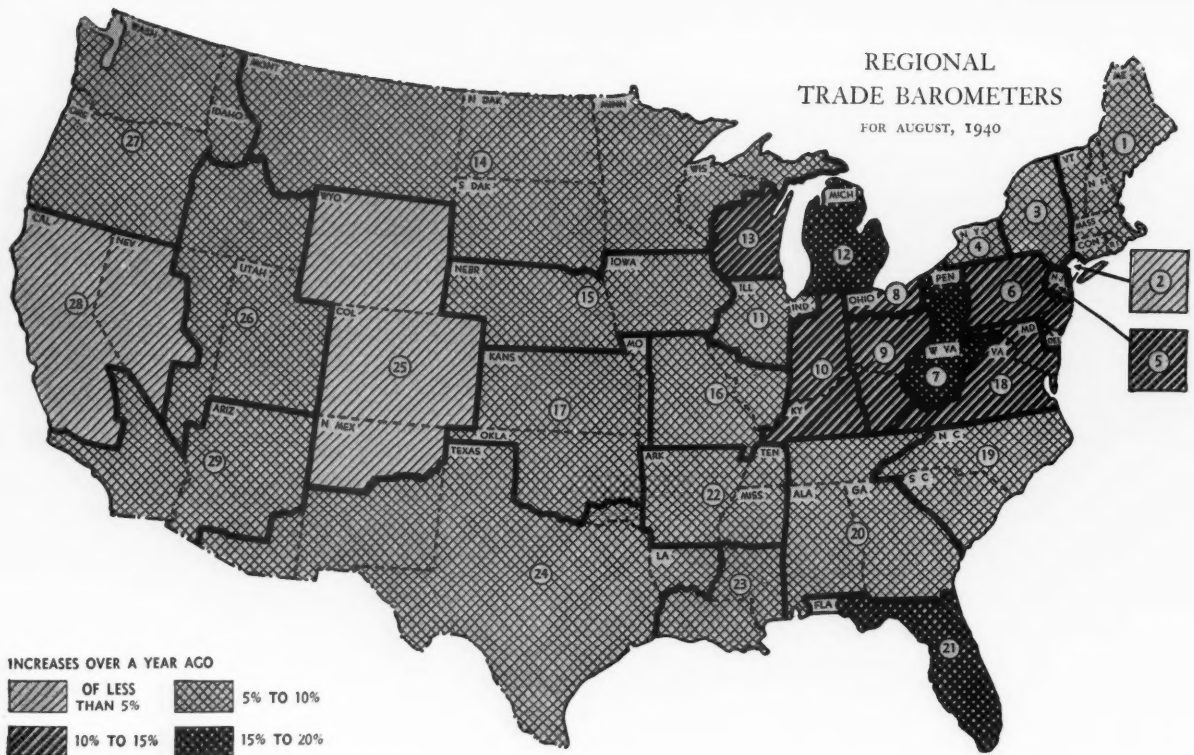 REGIONAL
TRADE BAROMETERS
FOR AUGUST, 1940
WASH
MONT
N DAK
MINN
ME
ORE
IDAHO
27
14
S DAK
WIS
VT
N H
1
MICH
3
N Y
4
MASS
CON
R I
WYO
13
12
CAL
NEV
UTAH
NEBR
IOWA
15
ILL
11
IND
OHIO
8
PEN
6
N J
2
28
26
COL
25
MO
KANS
10
9
W VA
7
MD
DEL
VA
18
5
17
16
KY
ARIZ
N MEX
OKLA
TEXAS
29
ARK
TEN
N C
19
22
MISS
ALA
GA
S C
20
24
LA
23
FLA
21
INCREASES OVER A YEAR AGO
OF LESS
THAN 5%
5% TO 10%
10% TO 15%
15% TO 20%